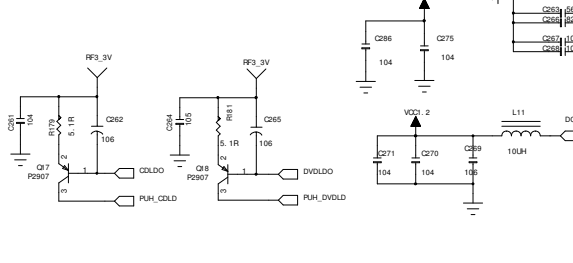 C263
C266
C267
C268
C286
104
C275
104
RF3_3V
C261
104
R179
5.1R
C262
106
Q17
P2907
2
1
3
CDLDO
PUH_CDLD
RF3_3V
C264
105
R181
5.1R
C265
106
Q18
P2907
2
1
3
DVDLDO
PUH_DVDLD
VCC1.2
L11
10UH
C271
104
C270
104
C269
106